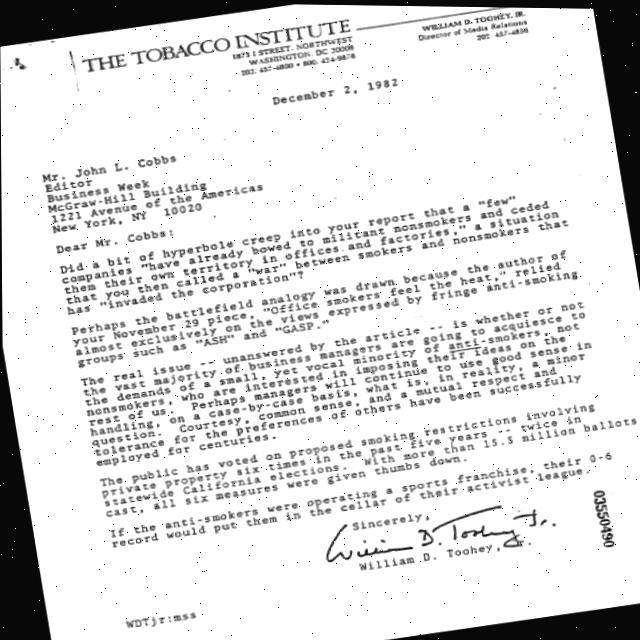 THE TOBACCO INSTITUTE
1875 I STREET, NORTHWEST
WASHINGTON, DC 20006
202 457-4800 • 800 424-9876
WILLIAM D. TOOHEY, JR.
Director of Media Relations
202 457-4856
December 2, 1982
Mr. John L. Cobbs
Editor
Business Week
McGraw-Hill Building
1221 Avenue of the Americas
New York, NY 10020
Dear Mr. Cobbs:
Did a bit of hyperbole creep into your report that a "few"
companies "have already bowed to militant nonsmokers and ceded
them their own territory in offices and factories," a situation
that you then called a "war" between smokers and nonsmokers that
has "invaded the corporation"?
Perhaps the battlefield analogy was drawn because the author of
your November 29 piece, "Office smokers feel the heat," relied
almost exclusively on the views expressed by fringe anti-smoking
groups such as "ASH" and "GASP."
The real issue -- unanswered by the article -- is whether or not
the vast majority of business managers are going to acquiesce to
the demands of a small, yet vocal minority of anti-smokers, not
nonsmokers, who are interested in imposing their ideas on the
rest of us. Perhaps managers will continue to use good sense in
handling, on a case-by-case basis, what is, in reality, a minor
question. Courtesy, common sense, and a mutual respect and
tolerance for the preferences of others have been successfully
employed for centuries.
The public has voted on proposed smoking restrictions involving
private property six times in the past five years -- twice in
statewide California elections. With more than 15.5 million ballots
cast, all six measures were given thumbs down.
If the anti-smokers were operating a sports franchise, their 0-6
record would put them in the cellar of their activist league.
Sincerely,
William D. Toohey Jr.
William D. Toohey, Jr.
WDTjr:mss
03550490